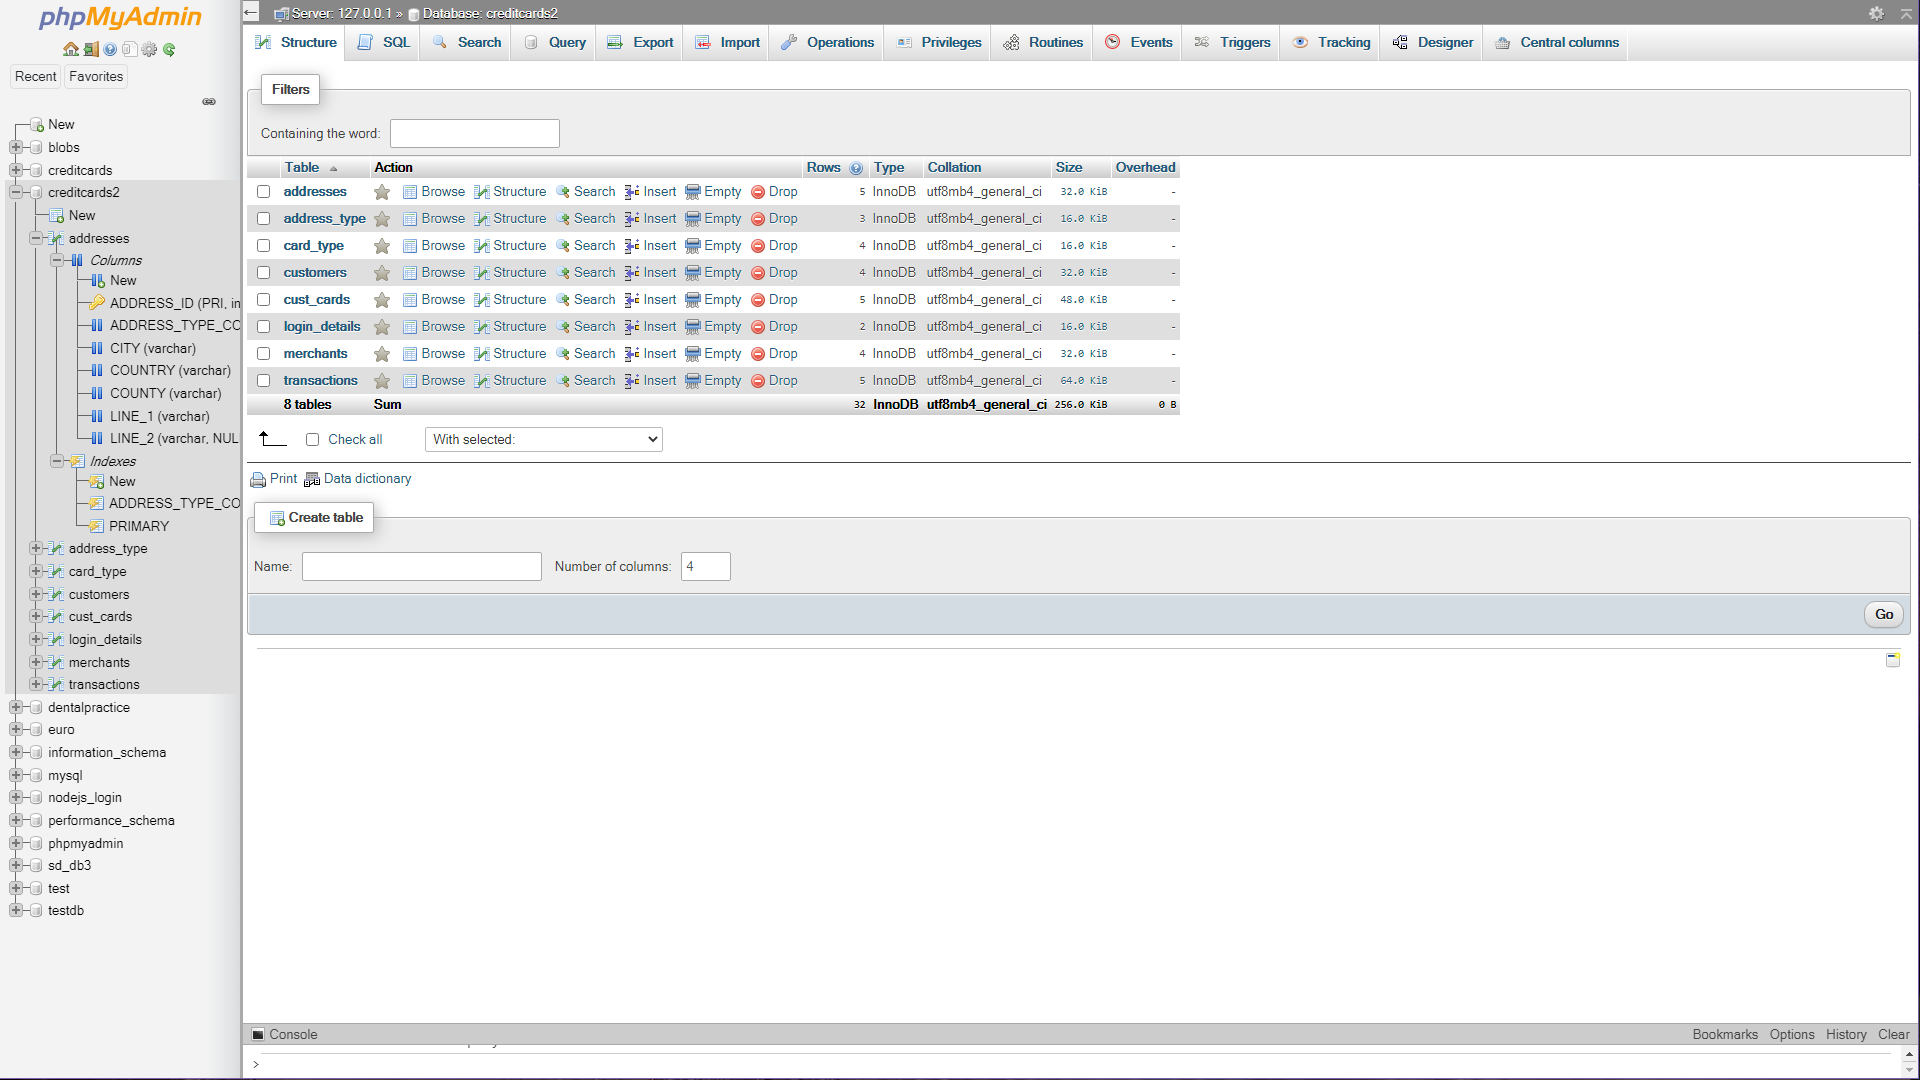 phpMyAdmin
Recent Favorites
New
blobs
creditcards
creditcards2
New
addresses
Columns
New
ADDRESS_ID (PRI, in
ADDRESS_TYPE_CO
CITY (varchar)
COUNTRY (varchar)
COUNTY (varchar)
LINE_1 (varchar)
LINE_2 (varchar, NUL
Indexes
New
ADDRESS_TYPE_CO
PRIMARY
address_type
card_type
customers
cust_cards
login_details
merchants
transactions
dentalpractice
euro
information_schema
mysql
nodejs_login
performance_schema
phpmyadmin
sd_db3
test
testdb
Server: 127.0.0.1 » Database: creditcards2
Structure SQL Search Query Export Import Operations Privileges Routines Events Triggers Tracking Designer Central columns
Filters
Containing the word:
Table Action Rows Type Collation Size Overhead
addresses Browse Structure Search Insert Empty Drop 5 InnoDB utf8mb4_general_ci 32.0 KiB -
address_type Browse Structure Search Insert Empty Drop 3 InnoDB utf8mb4_general_ci 16.0 KiB -
card_type Browse Structure Search Insert Empty Drop 4 InnoDB utf8mb4_general_ci 16.0 KiB -
customers Browse Structure Search Insert Empty Drop 4 InnoDB utf8mb4_general_ci 32.0 KiB -
cust_cards Browse Structure Search Insert Empty Drop 5 InnoDB utf8mb4_general_ci 48.0 KiB -
login_details Browse Structure Search Insert Empty Drop 2 InnoDB utf8mb4_general_ci 16.0 KiB -
merchants Browse Structure Search Insert Empty Drop 4 InnoDB utf8mb4_general_ci 32.0 KiB -
transactions Browse Structure Search Insert Empty Drop 5 InnoDB utf8mb4_general_ci 64.0 KiB -
8 tables Sum 32 InnoDB utf8mb4_general_ci 256.0 KiB 0 B
Check all With selected:
Print Data dictionary
Create table
Name: Number of columns: 4
Go
Console Bookmarks Options History Clear
>